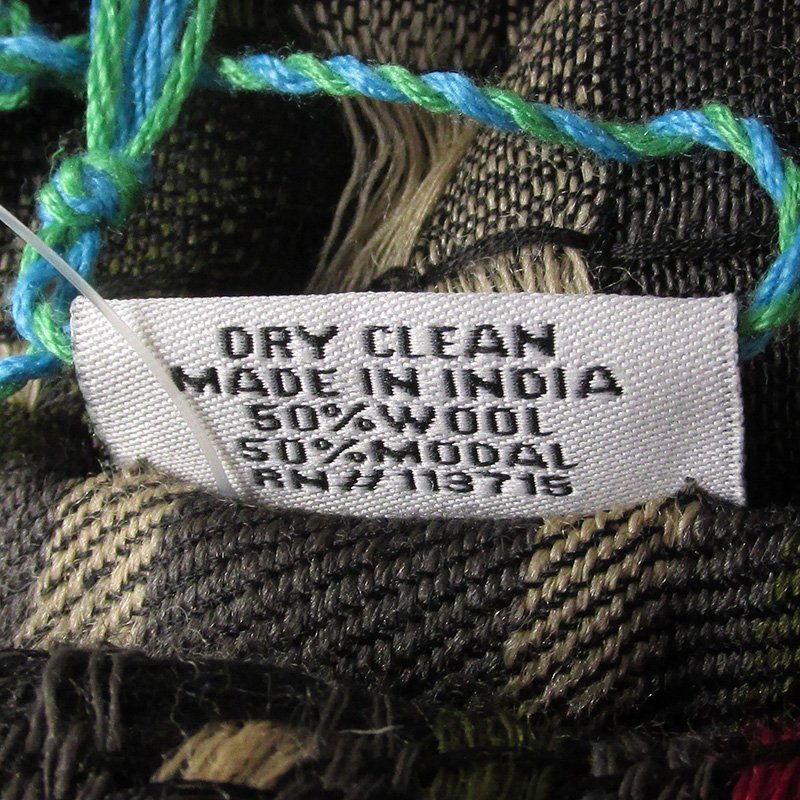 DRY CLEAN
MADE IN INDIA
50% WOOL
50% MODAL
RN# 113715